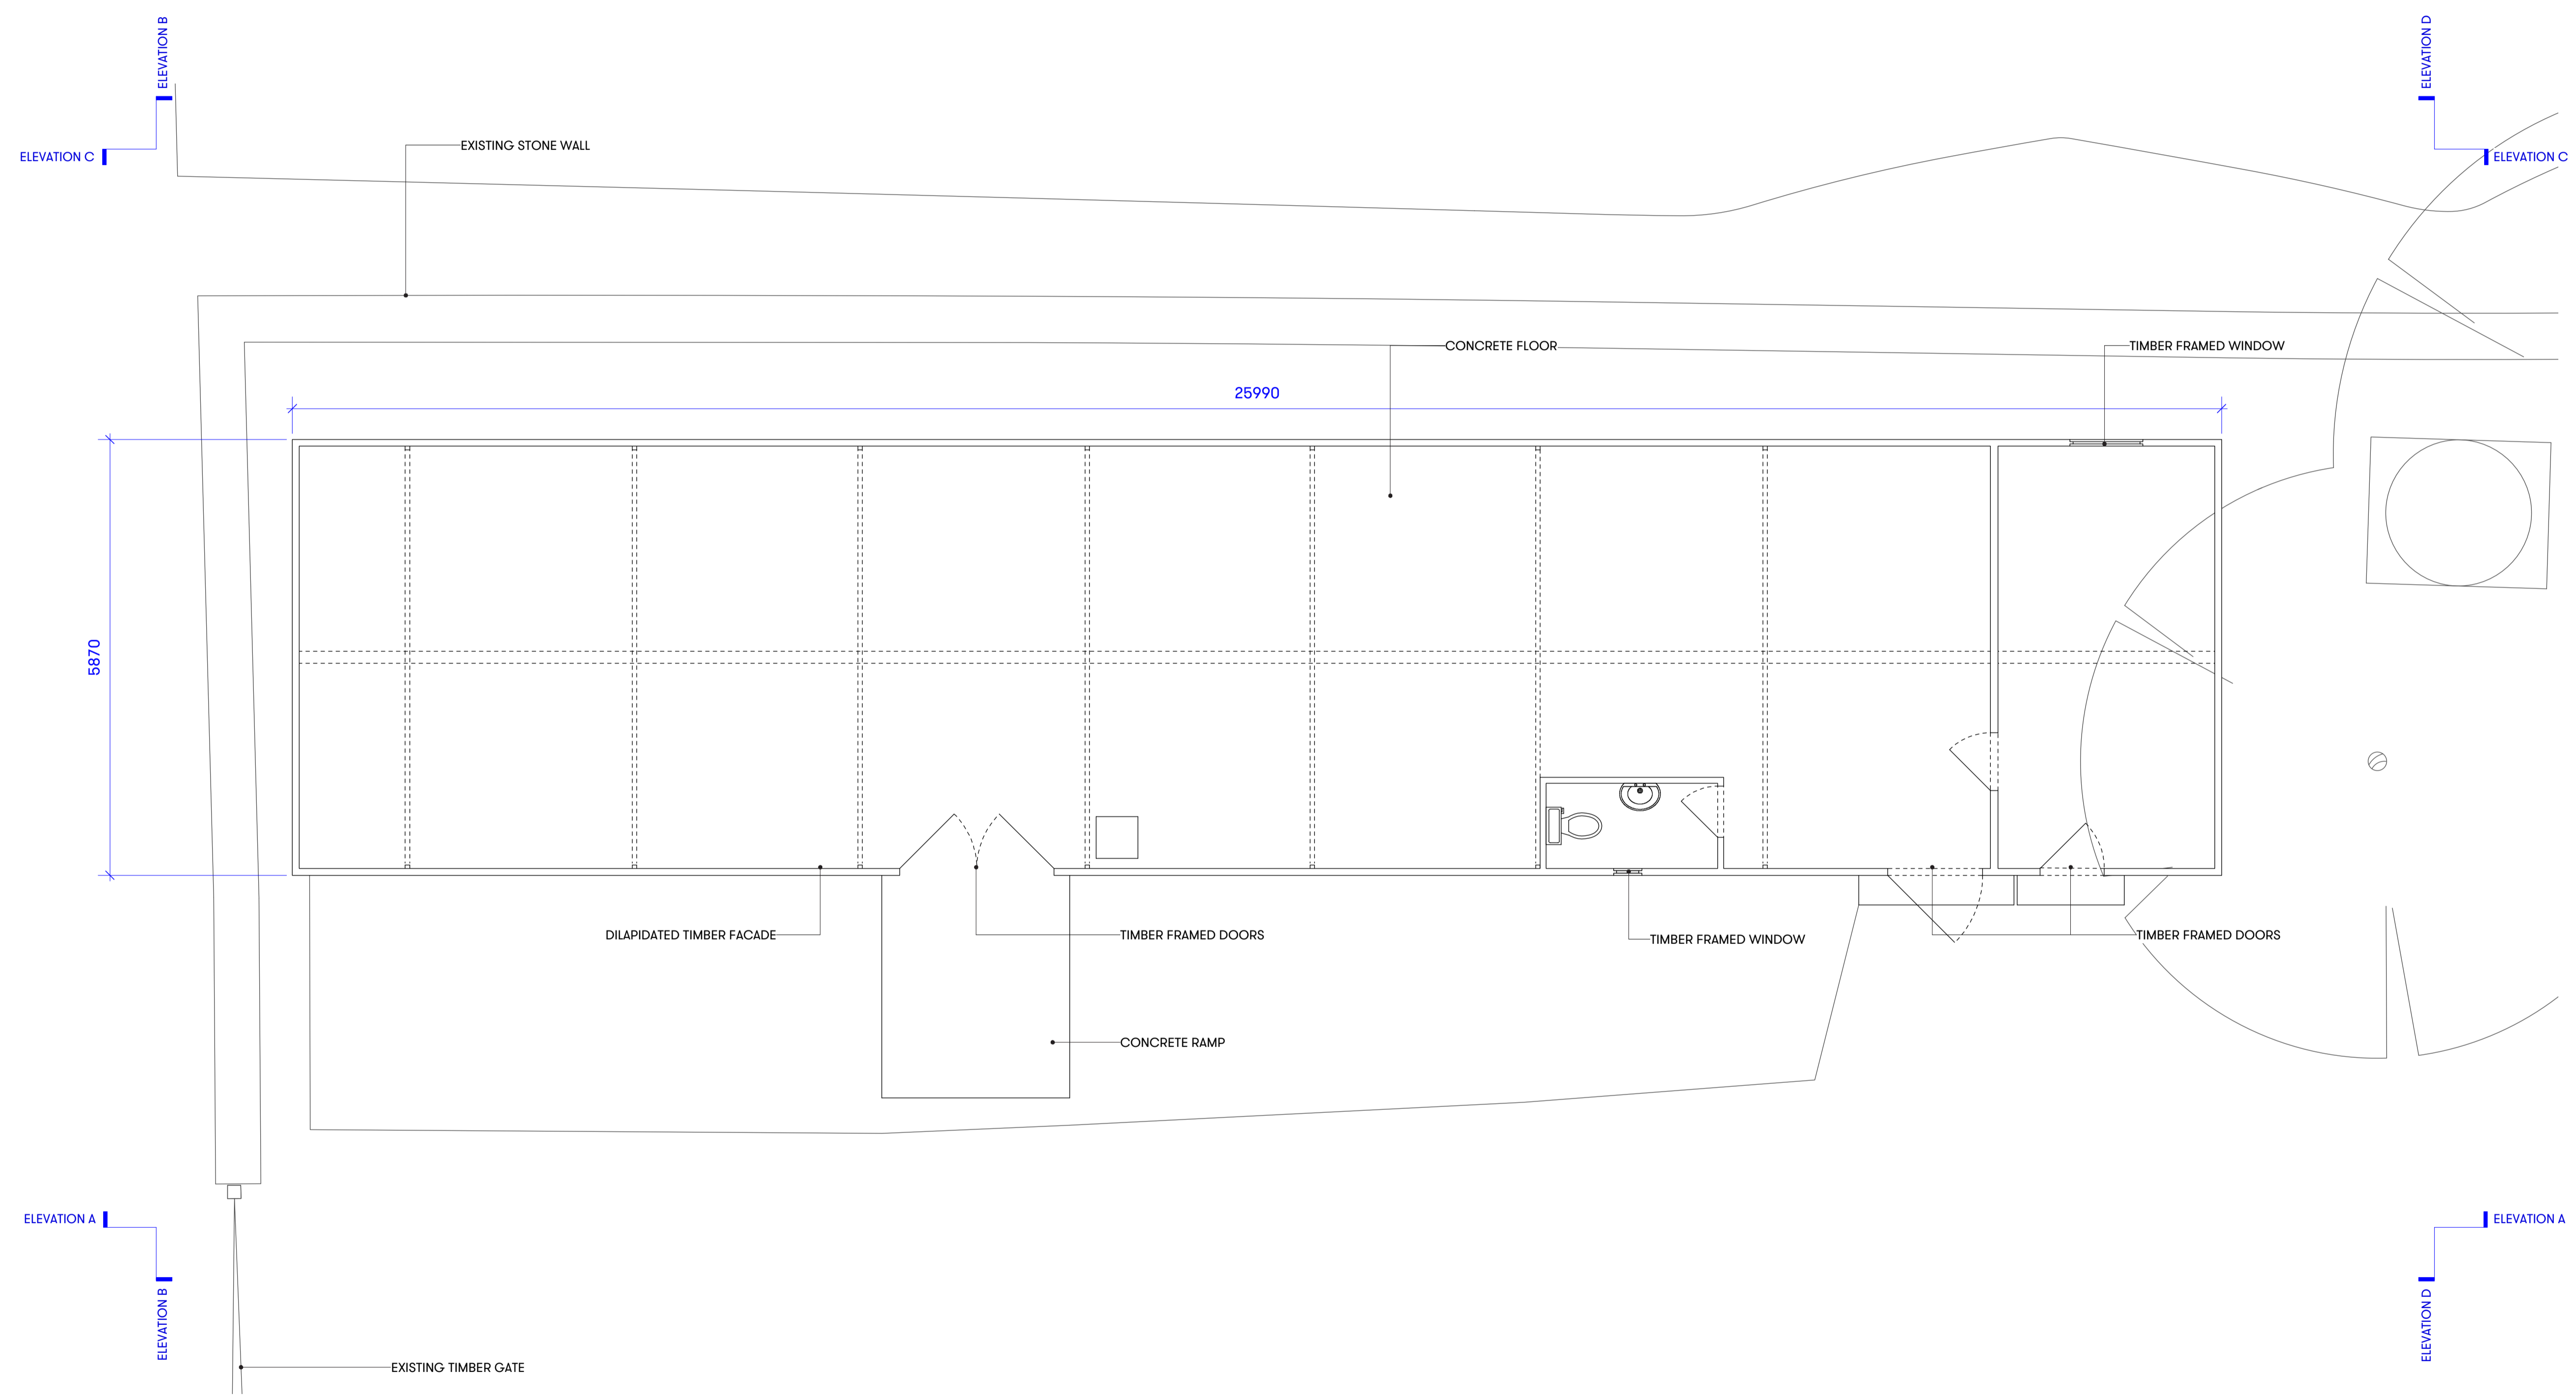 ELEVATION B
ELEVATION D
EXISTING STONE WALL
ELEVATION C
ELEVATION C
CONCRETE FLOOR
TIMBER FRAMED WINDOW
25990
5870
DILAPIDATED TIMBER FACADE
TIMBER FRAMED DOORS
TIMBER FRAMED WINDOW
TIMBER FRAMED DOORS
CONCRETE RAMP
ELEVATION A
ELEVATION A
ELEVATION B
ELEVATION D
EXISTING TIMBER GATE